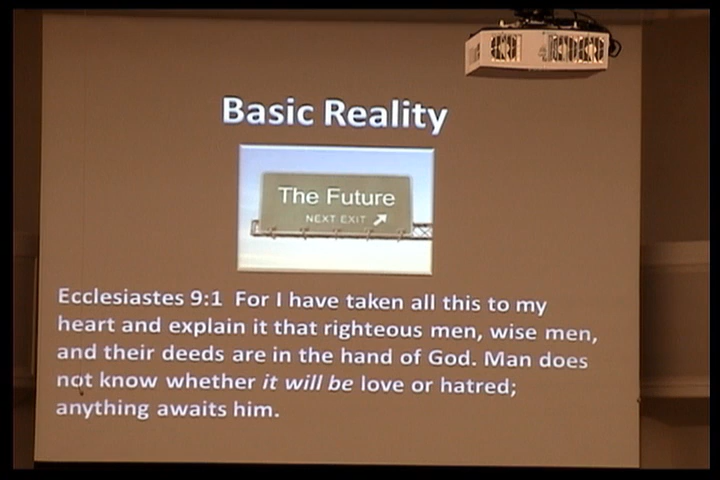 Basic Reality
The Future
NEXT EXIT
Ecclesiastes 9:1 For I have taken all this to my
heart and explain it that righteous men, wise men,
and their deeds are in the hand of God. Man does
not know whether it will be love or hatred;
anything awaits him.